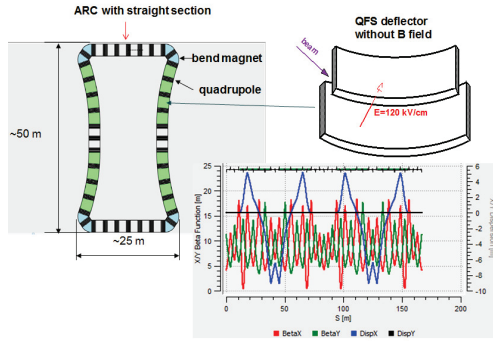 ARC with straight section
bend magnet
quadrupole
~50 m
~25 m
QFS deflector
without B field
beam
E=120 kV/cm
X/Y Beta Function [m]
25
20
15
10
5
0
6
4
2
0
-2
-4
-6
-8
-10
0
50
100
150
200
S [m]
BetaX
BetaY
DispX
DispY